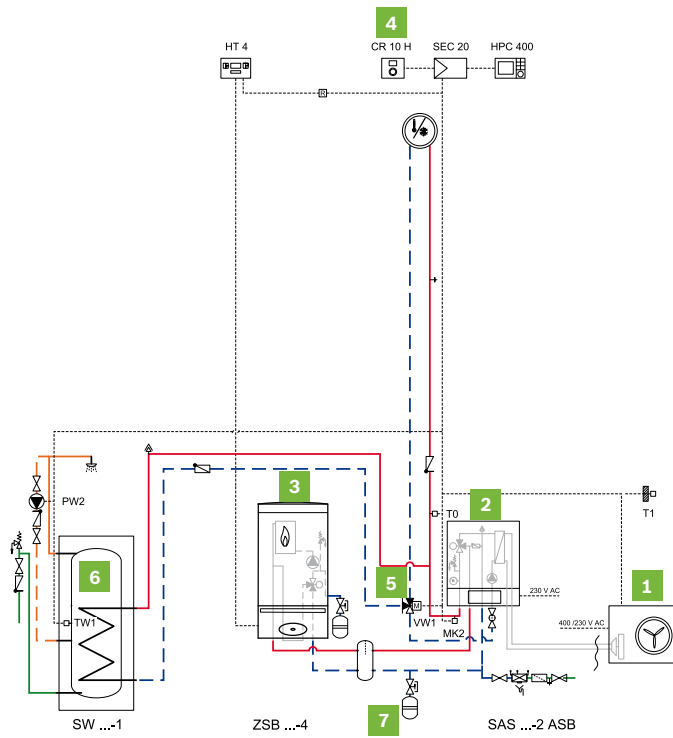 4
HT 4
CR 10 H
SEC 20
HPC 400
R
PW2
3
2
T0
T1
5
1
6
M
230 V AC
TW1
VW1
MK2
400 /230 V AC
7
SW ...-1
ZSB ...-4
SAS ...-2 ASB